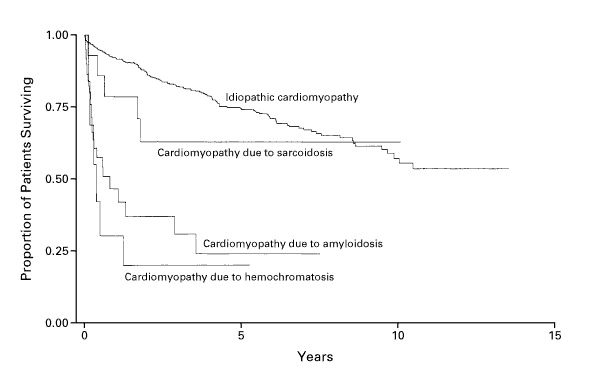 1.00
0.75
0.50
0.25
0.00
Proportion of Patients Surviving
Idiopathic cardiomyopathy
Cardiomyopathy due to sarcoidosis
Cardiomyopathy due to amyloidosis
Cardiomyopathy due to hemochromatosis
0 5 10 15
Years